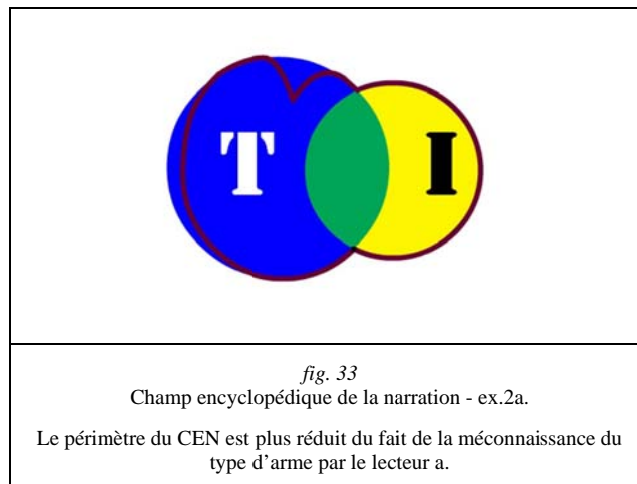 T I
fig. 33
Champ encyclopédique de la narration - ex.2a.
Le périmètre du CEN est plus réduit du fait de la méconnaissance du
type d’arme par le lecteur a.